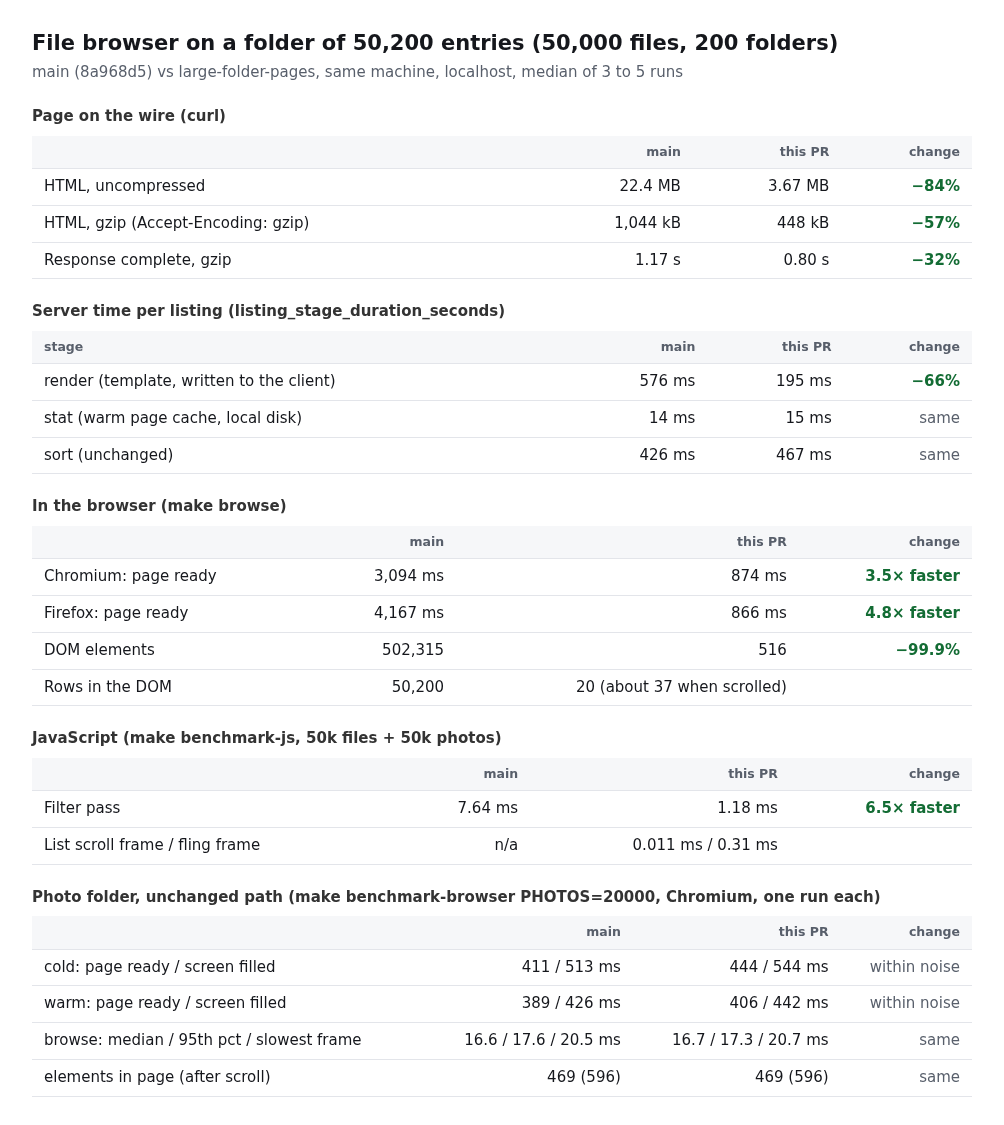 File browser on a folder of 50,200 entries (50,000 files, 200 folders)
main (8a968d5) vs large-folder-pages, same machine, localhost, median of 3 to 5 runs
Page on the wire (curl)
main this PR change
HTML, uncompressed 22.4 MB 3.67 MB −84%
HTML, gzip (Accept-Encoding: gzip) 1,044 kB 448 kB −57%
Response complete, gzip 1.17 s 0.80 s −32%
Server time per listing (listing_stage_duration_seconds)
stage main this PR change
render (template, written to the client) 576 ms 195 ms −66%
stat (warm page cache, local disk) 14 ms 15 ms same
sort (unchanged) 426 ms 467 ms same
In the browser (make browse)
main this PR change
Chromium: page ready 3,094 ms 874 ms 3.5× faster
Firefox: page ready 4,167 ms 866 ms 4.8× faster
DOM elements 502,315 516 −99.9%
Rows in the DOM 50,200 20 (about 37 when scrolled)
JavaScript (make benchmark-js, 50k files + 50k photos)
main this PR change
Filter pass 7.64 ms 1.18 ms 6.5× faster
List scroll frame / fling frame n/a 0.011 ms / 0.31 ms
Photo folder, unchanged path (make benchmark-browser PHOTOS=20000, Chromium, one run each)
main this PR change
cold: page ready / screen filled 411 / 513 ms 444 / 544 ms within noise
warm: page ready / screen filled 389 / 426 ms 406 / 442 ms within noise
browse: median / 95th pct / slowest frame 16.6 / 17.6 / 20.5 ms 16.7 / 17.3 / 20.7 ms same
elements in page (after scroll) 469 (596) 469 (596) same